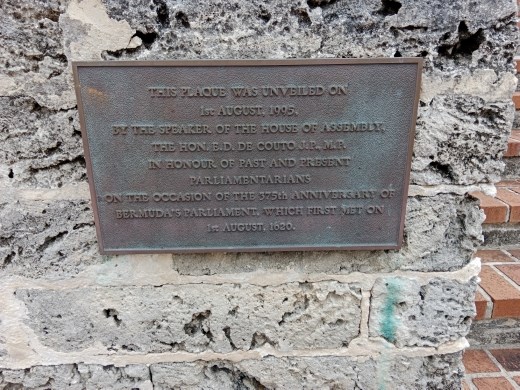 THIS PLAQUE WAS UNVEILED ON
1st AUGUST, 1995,
BY THE SPEAKER OF THE HOUSE OF ASSEMBLY,
THE HON. E.D. DE COUTO J.P., M.P.
IN HONOUR OF PAST AND PRESENT
PARLIAMENTARIANS
ON THE OCCASION OF THE 375th ANNIVERSARY OF
BERMUDA'S PARLIAMENT, WHICH FIRST MET ON
1st AUGUST, 1620.